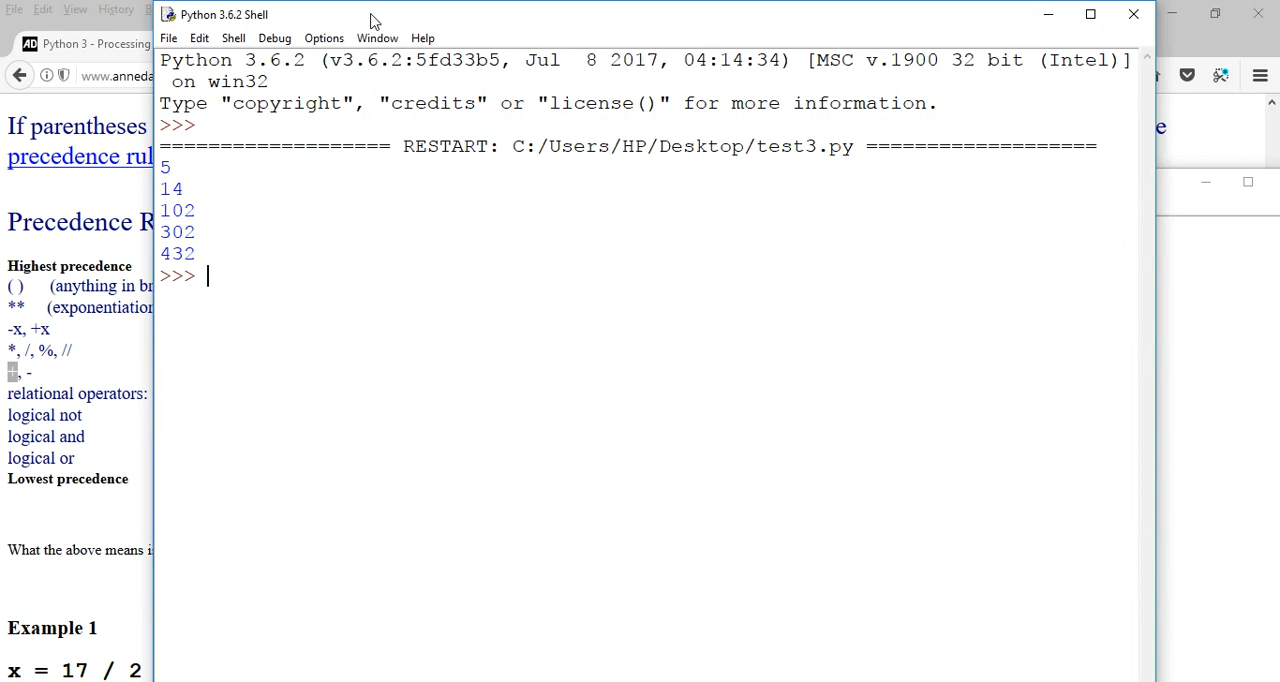 File Edit View History
Python 3.6.2 Shell
AD Python 3 - Processing
File Edit Shell Debug Options Window Help
www.anneda
Python 3.6.2 (v3.6.2:5fd33b5, Jul  8 2017, 04:14:34) [MSC v.1900 32 bit (Intel)]
on win32
Type "copyright", "credits" or "license()" for more information.
>>>
=================== RESTART: C:/Users/HP/Desktop/test3.py ===================
5
14
102
302
432
>>>
If parentheses
precedence rul
Precedence R
Highest precedence
( ) (anything in br
** (exponentiation
-x, +x
*, /, %, //
+, -
relational operators:
logical not
logical and
logical or
Lowest precedence
What the above means is
Example 1
x = 17 / 2